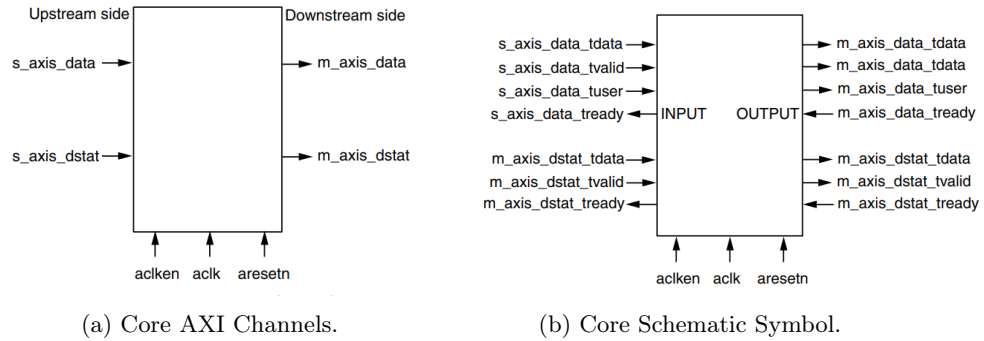 Upstream side
Downstream side
s_axis_data
m_axis_data
s_axis_dstat
m_axis_dstat
aclken
aclk
aresetn
(a) Core AXI Channels.
s_axis_data_tdata
m_axis_data_tdata
s_axis_data_tvalid
m_axis_data_tdata
s_axis_data_tuser
m_axis_data_tuser
s_axis_data_tready
INPUT
OUTPUT
m_axis_data_tready
m_axis_dstat_tdata
m_axis_dstat_tdata
m_axis_dstat_tvalid
m_axis_dstat_tvalid
m_axis_dstat_tready
m_axis_dstat_tready
aclken
aclk
aresetn
(b) Core Schematic Symbol.